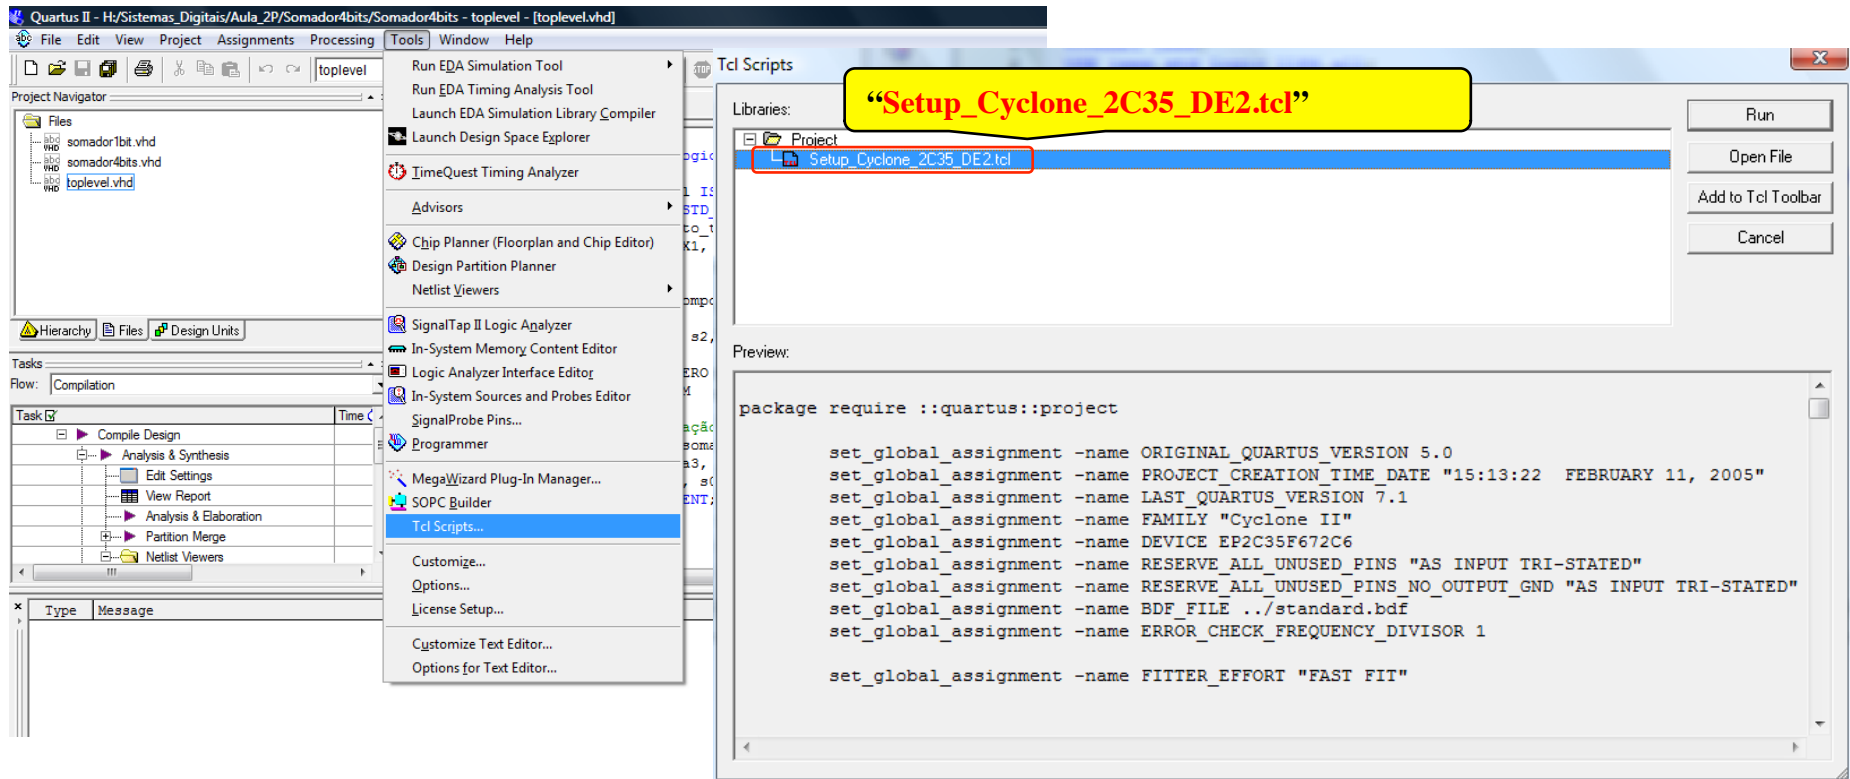 Quartus II - H:/Sistemas_Digitais/Aula_2P/Somador4bits/Somador4bits - toplevel - [toplevel.vhd]
File Edit View Project Assignments Processing Tools Window Help
toplevel
Project Navigator
Files
somador1bit.vhd
somador4bits.vhd
toplevel.vhd
Hierarchy Files Design Units
Tasks
Flow: Compilation
Task Time
Compile Design
Analysis & Synthesis
Edit Settings
View Report
Analysis & Elaboration
Partition Merge
Netlist Viewers
Type Message
Run EDA Simulation Tool
Run EDA Timing Analysis Tool
Launch EDA Simulation Library Compiler
Launch Design Space Explorer
TimeQuest Timing Analyzer
Advisors
Chip Planner (Floorplan and Chip Editor)
Design Partition Planner
Netlist Viewers
SignalTap II Logic Analyzer
In-System Memory Content Editor
Logic Analyzer Interface Editor
In-System Sources and Probes Editor
SignalProbe Pins...
Programmer
MegaWizard Plug-In Manager...
SOPC Builder
Tcl Scripts...
Customize...
Options...
License Setup...
Customize Text Editor...
Options for Text Editor...
STOP
Tcl Scripts
“Setup_Cyclone_2C35_DE2.tcl”
Libraries:
Project
Setup_Cyclone_2C35_DE2.tcl
Run
Open File
Add to Tcl Toolbar
Cancel
Preview:
package require ::quartus::project
set_global_assignment -name ORIGINAL_QUARTUS_VERSION 5.0
set_global_assignment -name PROJECT_CREATION_TIME_DATE "15:13:22 FEBRUARY 11, 2005"
set_global_assignment -name LAST_QUARTUS_VERSION 7.1
set_global_assignment -name FAMILY "Cyclone II"
set_global_assignment -name DEVICE EP2C35F672C6
set_global_assignment -name RESERVE_ALL_UNUSED_PINS "AS INPUT TRI-STATED"
set_global_assignment -name RESERVE_ALL_UNUSED_PINS_NO_OUTPUT_GND "AS INPUT TRI-STATED"
set_global_assignment -name BDF_FILE ../standard.bdf
set_global_assignment -name ERROR_CHECK_FREQUENCY_DIVISOR 1
set_global_assignment -name FITTER_EFFORT "FAST FIT"